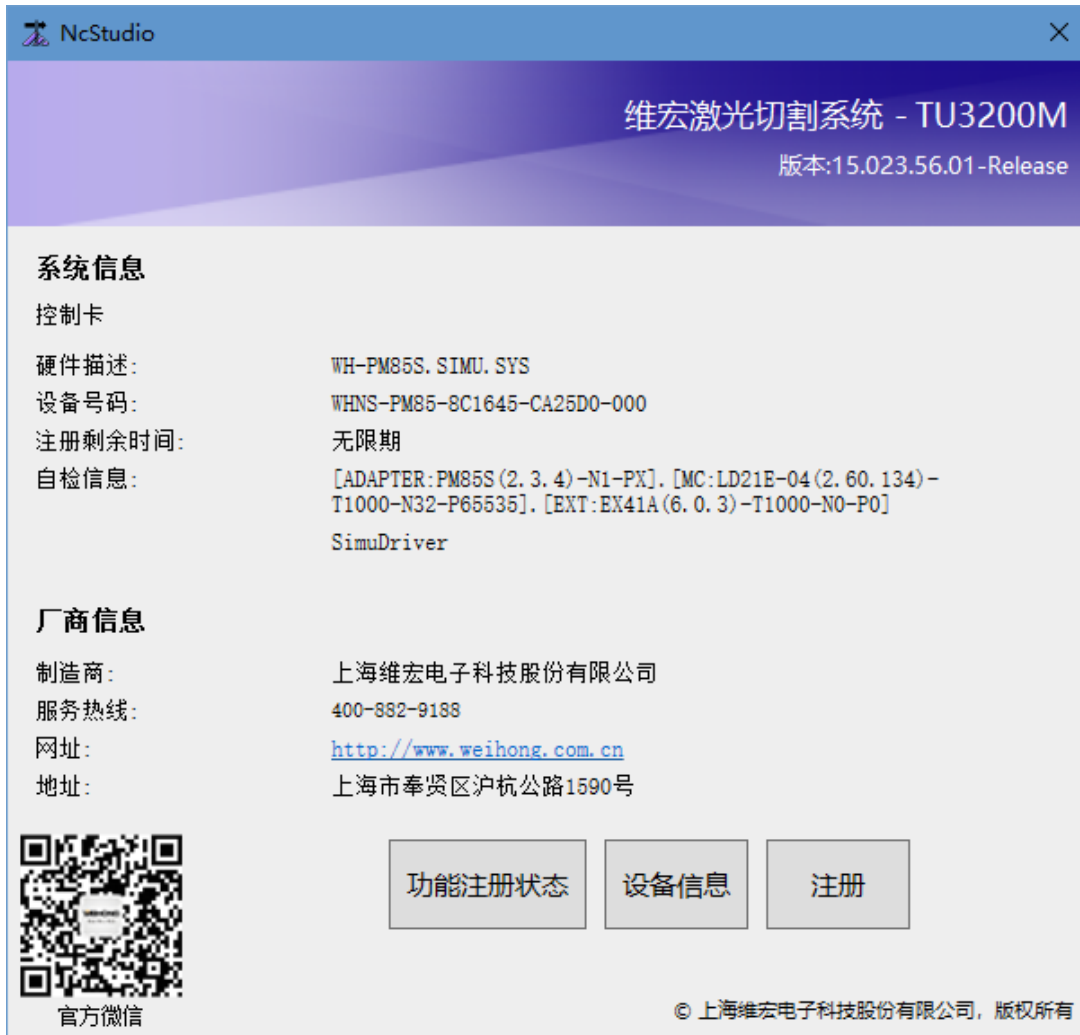 NcStudio
维宏激光切割系统 - TU3200M
版本:15.023.56.01-Release
系统信息
控制卡
硬件描述: WH-PM85S.SIMU.SYS
设备号码: WHNS-PM85-8C1645-CA25D0-000
注册剩余时间: 无限期
自检信息: [ADAPTER:PM85S(2.3.4)-N1-PX].[MC:LD21E-04(2.60.134)-
T1000-N32-P65535].[EXT:EX41A(6.0.3)-T1000-N0-P0]
SimuDriver
厂商信息
制造商: 上海维宏电子科技股份有限公司
服务热线: 400-882-9188
网址: http://www.weihong.com.cn
地址: 上海市奉贤区沪杭公路1590号
功能注册状态 设备信息 注册
WEIHONG
官方微信
© 上海维宏电子科技股份有限公司, 版权所有